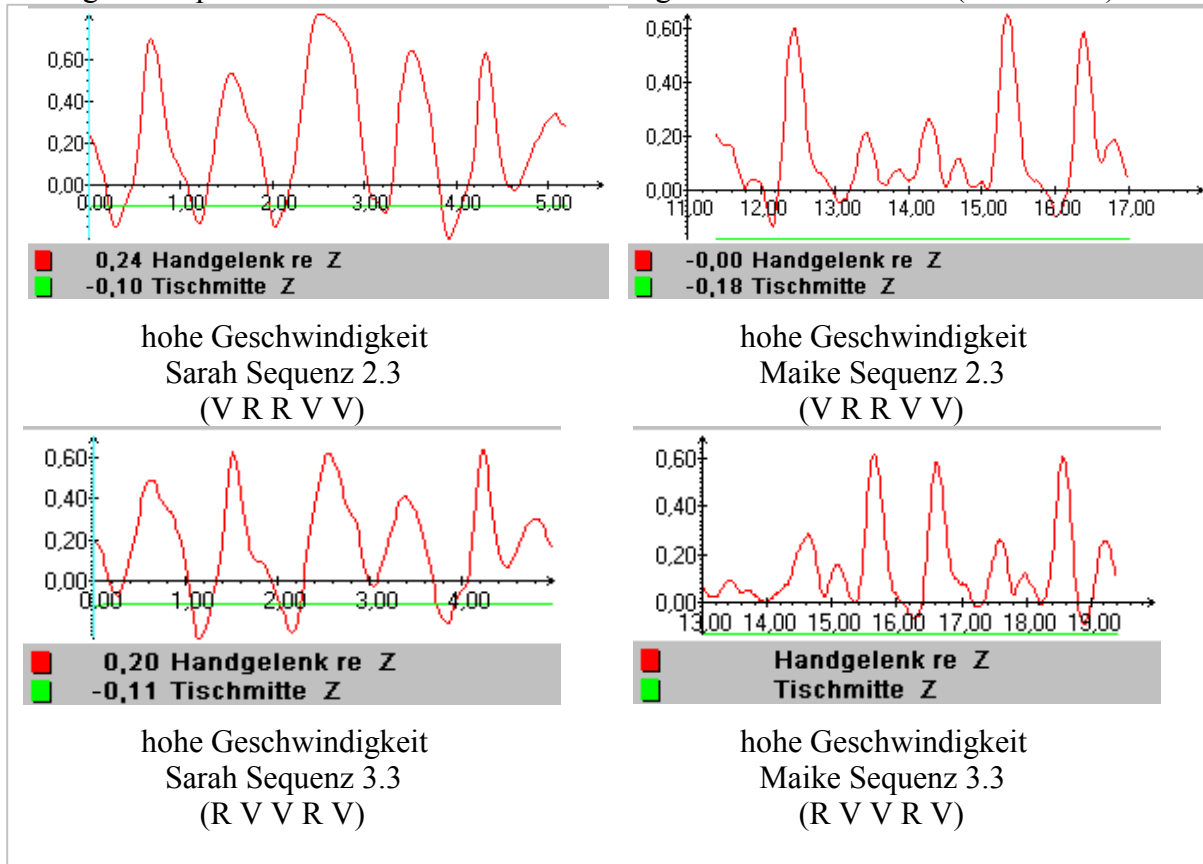 0,60
0,40
0,20
0,00
0,00 1,00 2,00 3,00 4,00 5,00
0,24 Handgelenk re Z
-0,10 Tischmitte Z
hohe Geschwindigkeit
Sarah Sequenz 2.3
(V R R V V)
0,60
0,40
0,20
0,00
11,00 12,00 13,00 14,00 15,00 16,00 17,00
-0,00 Handgelenk re Z
-0,18 Tischmitte Z
hohe Geschwindigkeit
Maike Sequenz 2.3
(V R R V V)
0,60
0,40
0,20
0,00
0,00 1,00 2,00 3,00 4,00
0,20 Handgelenk re Z
-0,11 Tischmitte Z
hohe Geschwindigkeit
Sarah Sequenz 3.3
(R V V R V)
0,60
0,40
0,20
0,00
13,00 14,00 15,00 16,00 17,00 18,00 19,00
Handgelenk re Z
Tischmitte Z
hohe Geschwindigkeit
Maike Sequenz 3.3
(R V V R V)